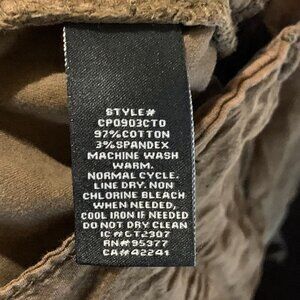 STYLE#
CP0903CTO
97%COTTON
3%SPANDEX
MACHINE WASH
WARM.
NORMAL CYCLE.
LINE DRY. NON
CHLORINE BLEACH
WHEN NEEDED,
COOL IRON IF NEEDED
DO NOT DRY CLEAN
IC#CT2307
RN#95377
CA#42241